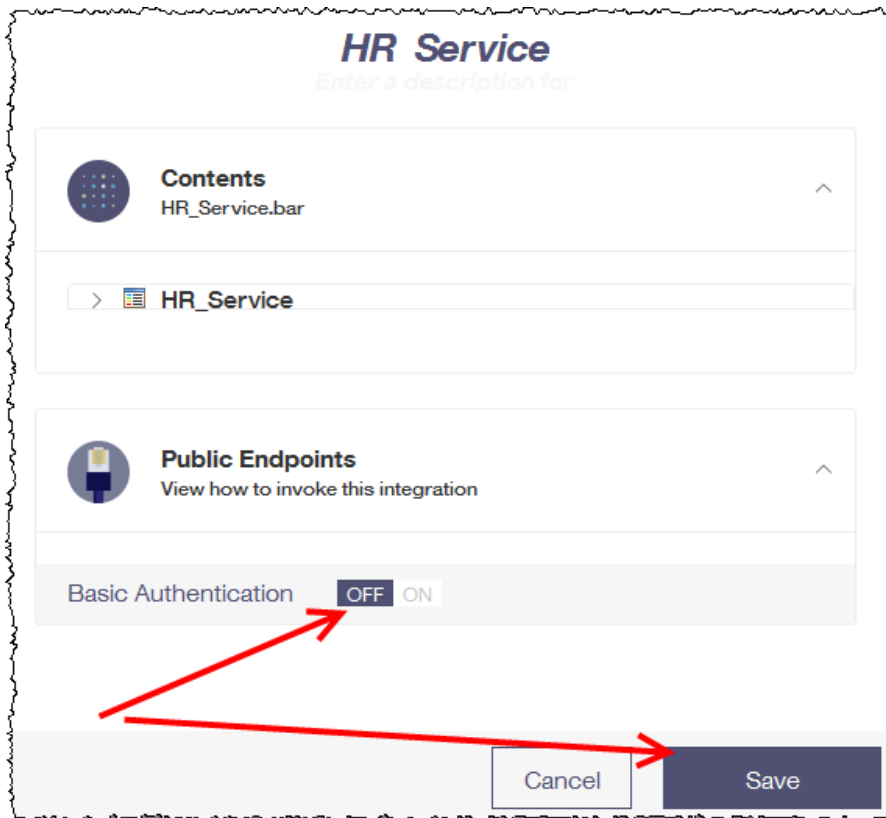 HR Service
Enter a description for
Contents
HR_Service.bar
HR_Service
Public Endpoints
View how to invoke this integration
Basic Authentication OFF ON
Cancel Save